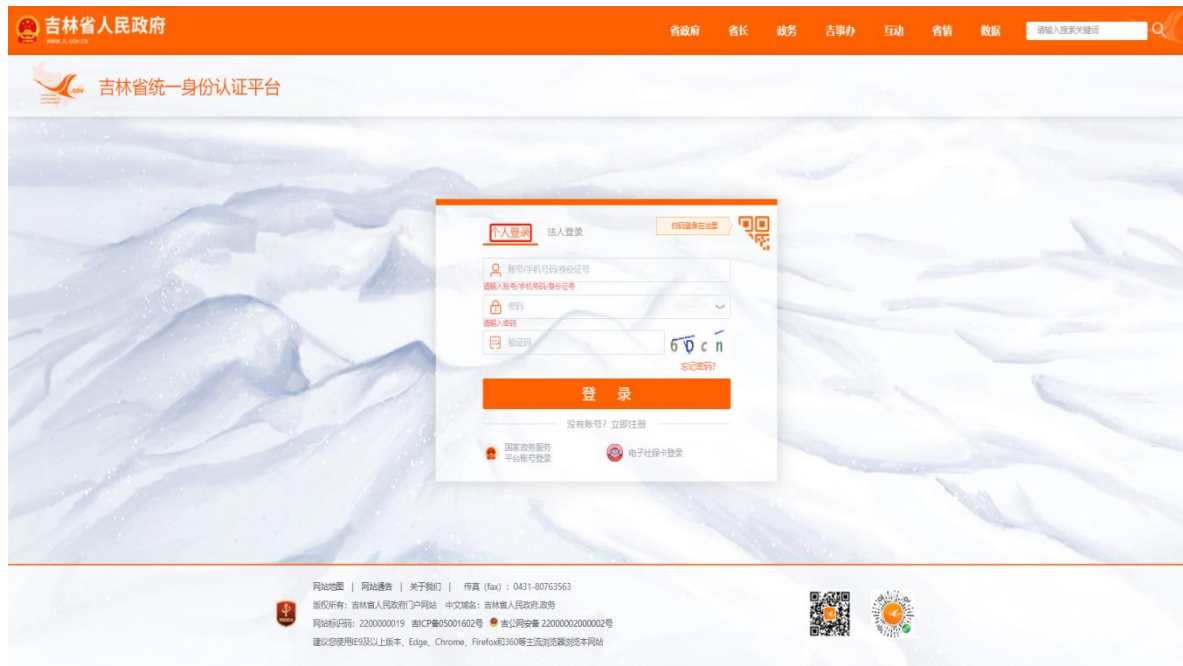 吉林省人民政府
WWW.JL.GOV.CN
省政府 省长 政务 吉事办 互动 省情 数据 请输入搜索关键词
.GOV 吉林省统一身份认证平台
个人登录 法人登录 扫码登录在这里
账号/手机号码/身份证号
请输入账号/手机号码/身份证号
密码
请输入密码
验证码 6 D c n
忘记密码?
登 录
没有账号? 立即注册
国家政务服务
平台账号登录
电子社保卡登录
网站地图 | 网站通告 | 关于我们 | 传真 (fax) : 0431-80763563
版权所有: 吉林省人民政府门户网站 中文域名: 吉林省人民政府.政务
网站标识码: 2200000019 吉ICP备05001602号 吉公网安备 22000002000002号
建议您使用IE9及以上版本、Edge、Chrome、Firefox和360等主流浏览器浏览本网站